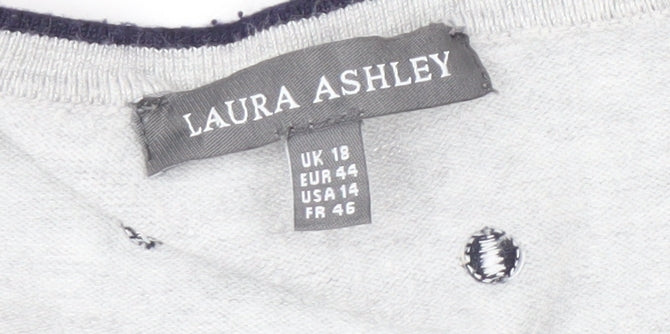 LAURA ASHLEY
UK 18
EUR 44
USA 14
FR 46